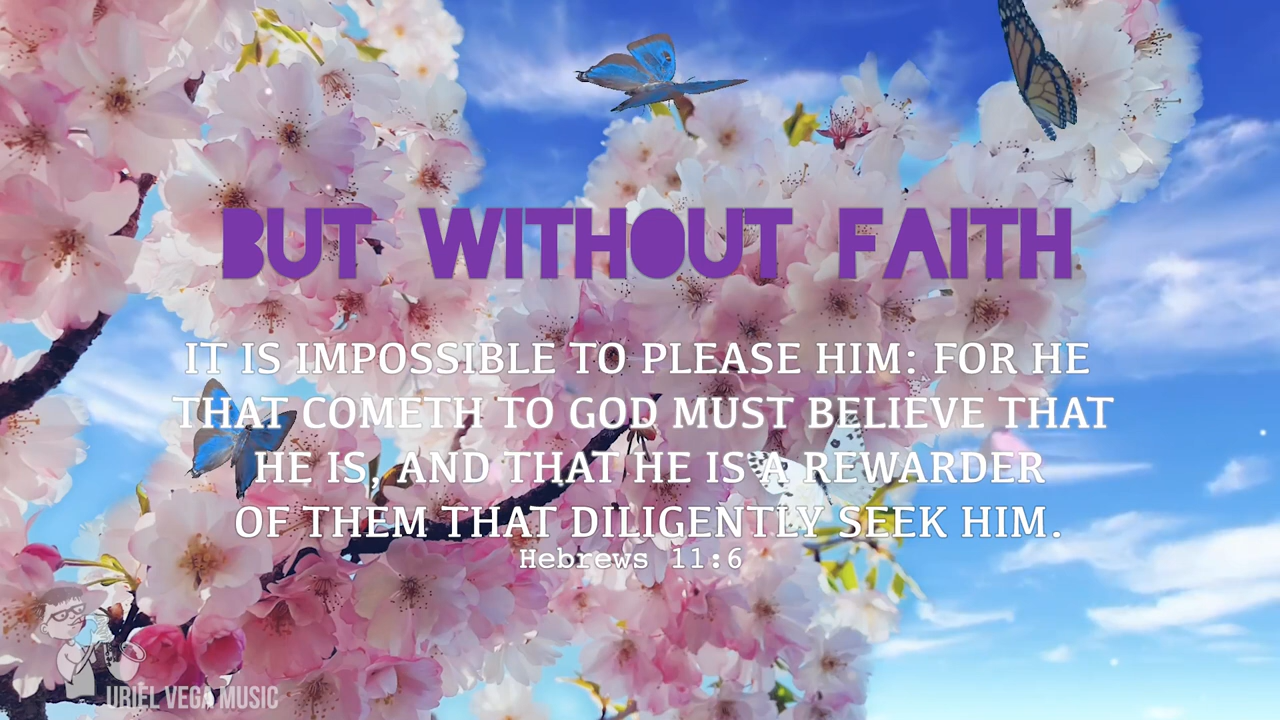 BUT WITHOUT FAITH
IT IS IMPOSSIBLE TO PLEASE HIM: FOR HE
THAT COMETH TO GOD MUST BELIEVE THAT
HE IS, AND THAT HE IS A REWARDER
OF THEM THAT DILIGENTLY SEEK HIM.
Hebrews 11:6
URIEL VEGA MUSIC